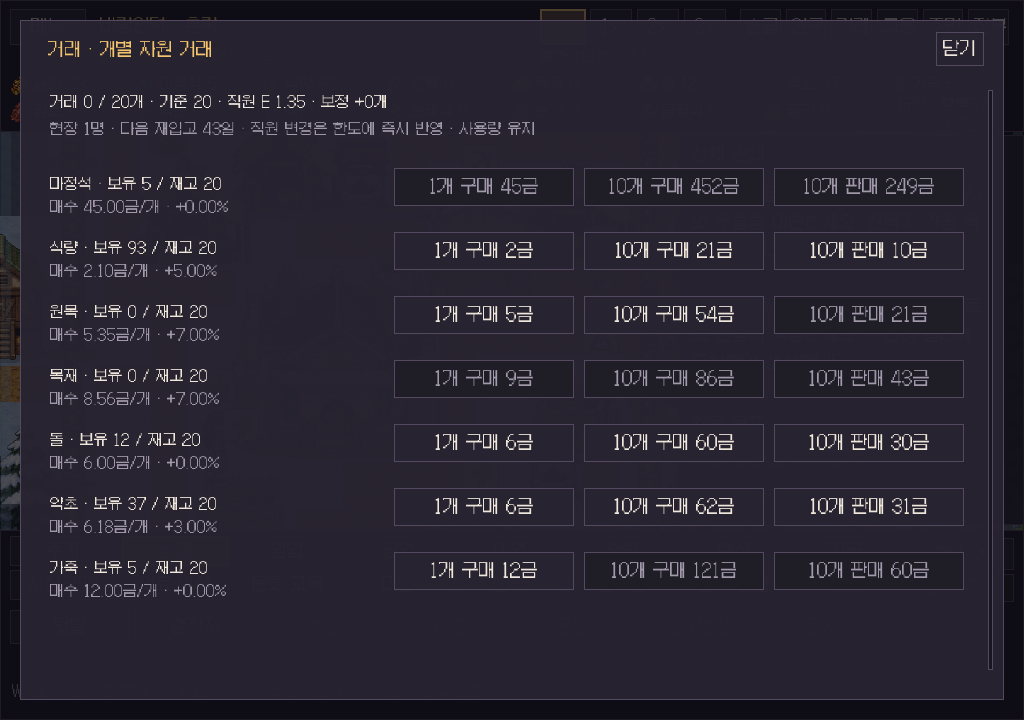 거래 · 개별 자원 거래
닫기
거래 0 / 20개 · 기준 20 · 직원 E 1.35 · 보정 +0개
현장 1명 · 다음 재입고 43일 · 직원 변경은 한도에 즉시 반영 · 사용량 유지
마정석 · 보유 5 / 재고 20
매수 45.00금/개 · +0.00%
1개 구매 45금
10개 구매 452금
10개 판매 249금
식량 · 보유 93 / 재고 20
매수 2.10금/개 · +5.00%
1개 구매 2금
10개 구매 21금
10개 판매 10금
원목 · 보유 0 / 재고 20
매수 5.35금/개 · +7.00%
1개 구매 5금
10개 구매 54금
10개 판매 21금
목재 · 보유 0 / 재고 20
매수 8.56금/개 · +7.00%
1개 구매 9금
10개 구매 86금
10개 판매 43금
돌 · 보유 12 / 재고 20
매수 6.00금/개 · +0.00%
1개 구매 6금
10개 구매 60금
10개 판매 30금
약초 · 보유 37 / 재고 20
매수 6.18금/개 · +3.00%
1개 구매 6금
10개 구매 62금
10개 판매 31금
가죽 · 보유 5 / 재고 20
매수 12.00금/개 · +0.00%
1개 구매 12금
10개 구매 121금
10개 판매 60금